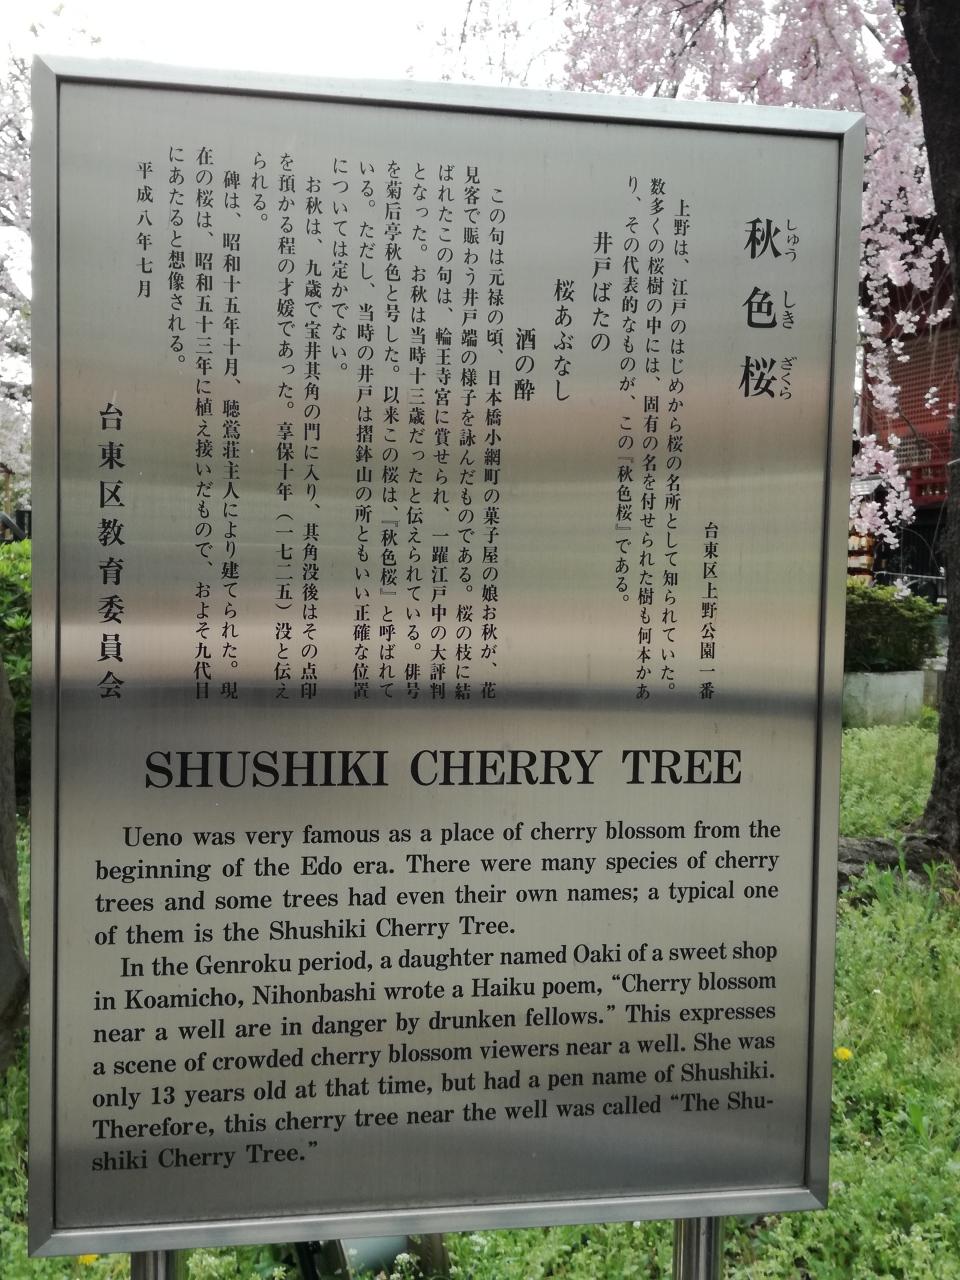 秋色桜
しゅう しき ざくら
台東区上野公園一番
上野は、江戸のはじめから桜の名所として知られていた。
数多くの桜樹の中には、固有の名を付せられた樹も何本かあ
り、その代表的なものが、この『秋色桜』である。
井戸ばたの
桜あぶなし
酒の酔
この句は元禄の頃、日本橋小網町の菓子屋の娘お秋が、花
見客で賑わう井戸端の様子を詠んだものである。桜の枝に結
ばれたこの句は、輪王寺宮に賞せられ、一躍江戸中の大評判
となった。お秋は当時十三歳だったと伝えられている。俳号
を菊后亭秋色と号した。以来この桜は、『秋色桜』と呼ばれて
いる。ただし、当時の井戸は摺鉢山の所ともいい正確な位置
については定かでない。
お秋は、九歳で宝井其角の門に入り、其角没後はその点印
を預かる程の才媛であった。享保十年（一七二五）没と伝え
られる。
碑は、昭和十五年十月、聴鶯荘主人により建てられた。現
在の桜は、昭和五十三年に植え接いだもので、およそ九代目
にあたると想像される。
平成八年七月
台東区教育委員会
SHUSHIKI CHERRY TREE
Ueno was very famous as a place of cherry blossom from the
beginning of the Edo era. There were many species of cherry
trees and some trees had even their own names; a typical one
of them is the Shushiki Cherry Tree.
In the Genroku period, a daughter named Oaki of a sweet shop
in Koamicho, Nihonbashi wrote a Haiku poem, “Cherry blossom
near a well are in danger by drunken fellows.” This expresses
a scene of crowded cherry blossom viewers near a well. She was
only 13 years old at that time, but had a pen name of Shushiki.
Therefore, this cherry tree near the well was called “The Shu-
shiki Cherry Tree.”